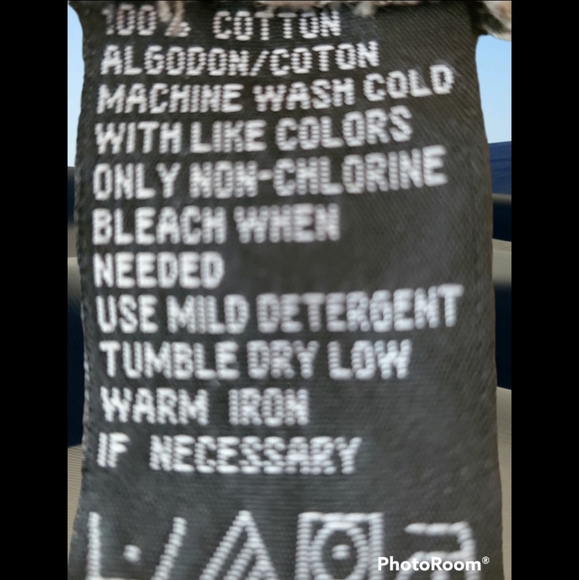 100% COTTON
ALGODON/COTON
MACHINE WASH COLD
WITH LIKE COLORS
ONLY NON-CHLORINE
BLEACH WHEN
NEEDED
USE MILD DETERGENT
TUMBLE DRY LOW
WARM IRON
IF NECESSARY
PhotoRoom®